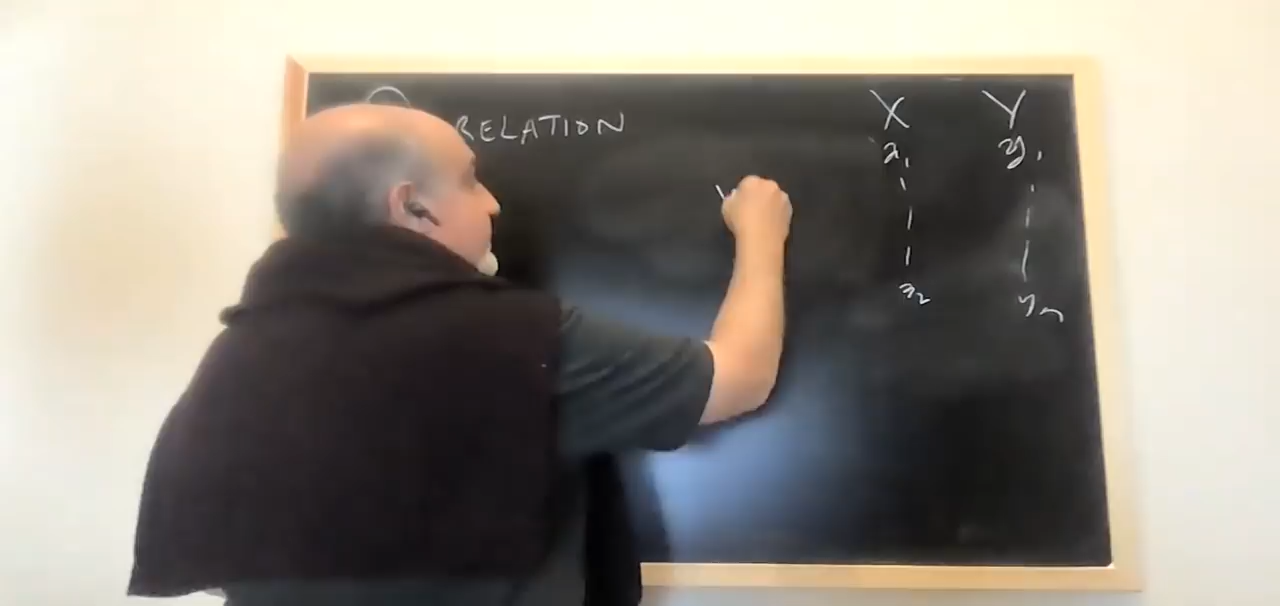 RELATION
X Y
x₁ y₁
x₂ yₙ